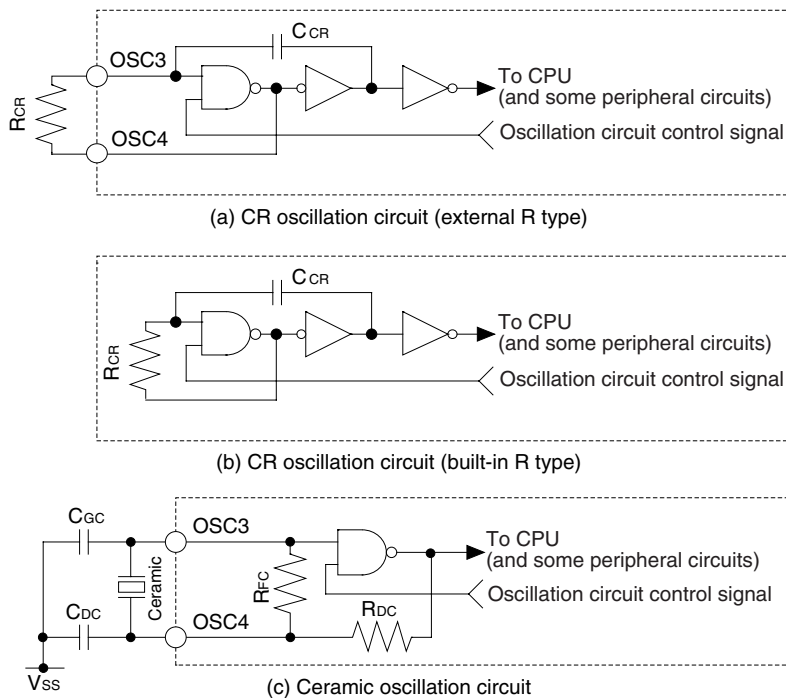 CCR
OSC3
To CPU
(and some peripheral circuits)
RCR
Oscillation circuit control signal
OSC4
(a) CR oscillation circuit (external R type)
CCR
To CPU
(and some peripheral circuits)
RCR
Oscillation circuit control signal
(b) CR oscillation circuit (built-in R type)
CGC
OSC3
To CPU
(and some peripheral circuits)
Ceramic
RFC
Oscillation circuit control signal
CDC
OSC4
RDC
VSS
(c) Ceramic oscillation circuit